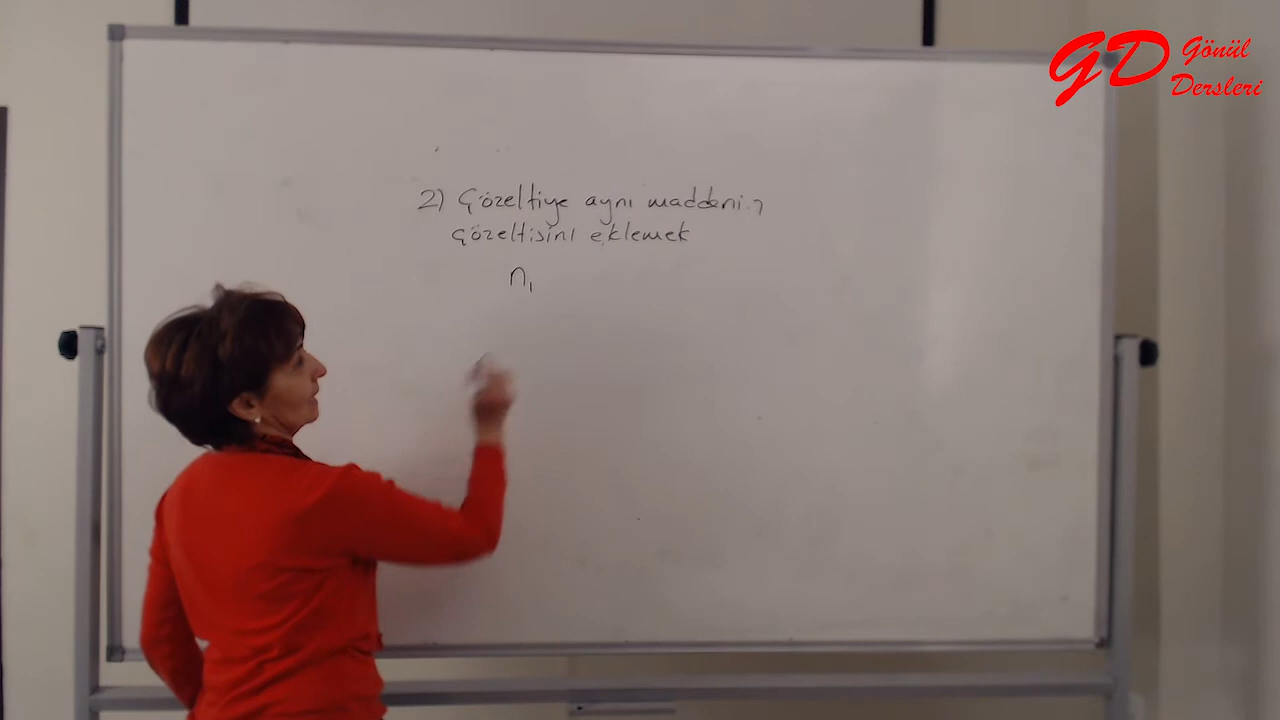 GD Gönül
Dersleri
2) Çözeltiye aynı maddenin
çözeltisini eklemek
n₁